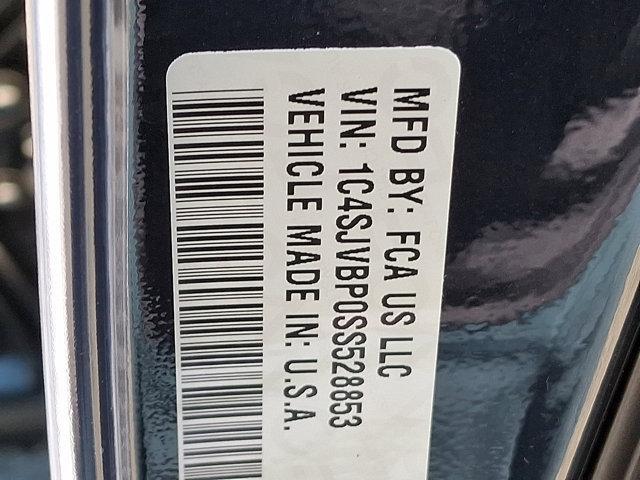 MFD BY: FCA US LLC
VIN: 1C4SJVBP0SS528853
VEHICLE MADE IN: U.S.A.